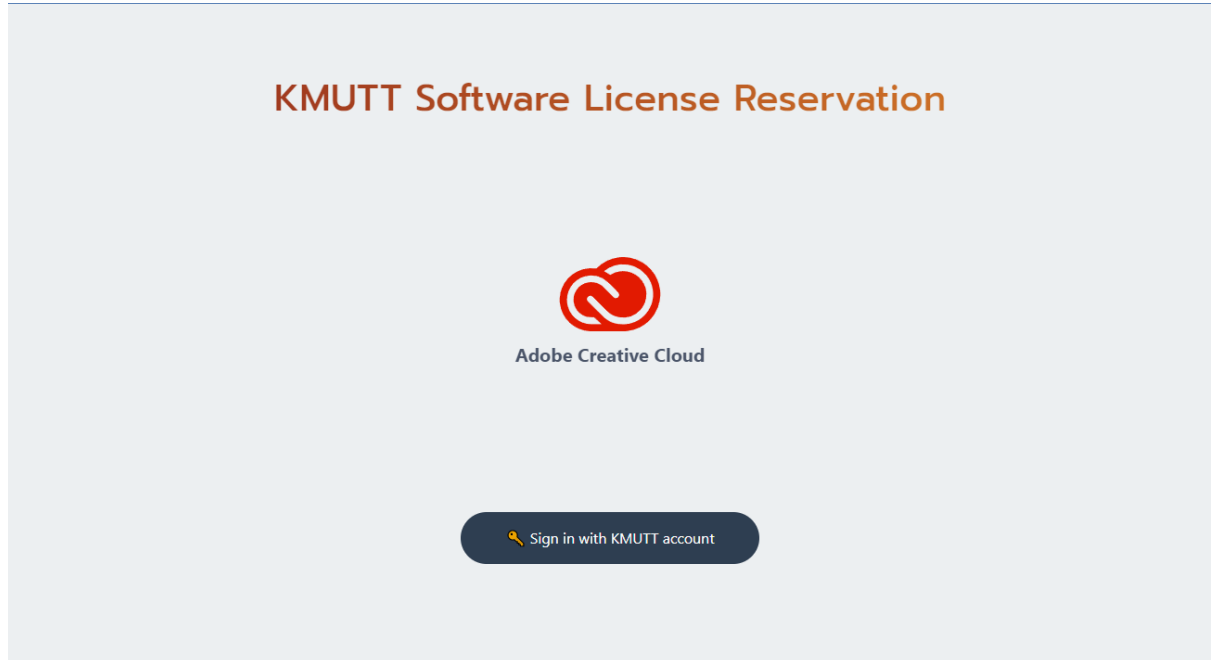 KMUTT Software License Reservation
Adobe Creative Cloud
Sign in with KMUTT account